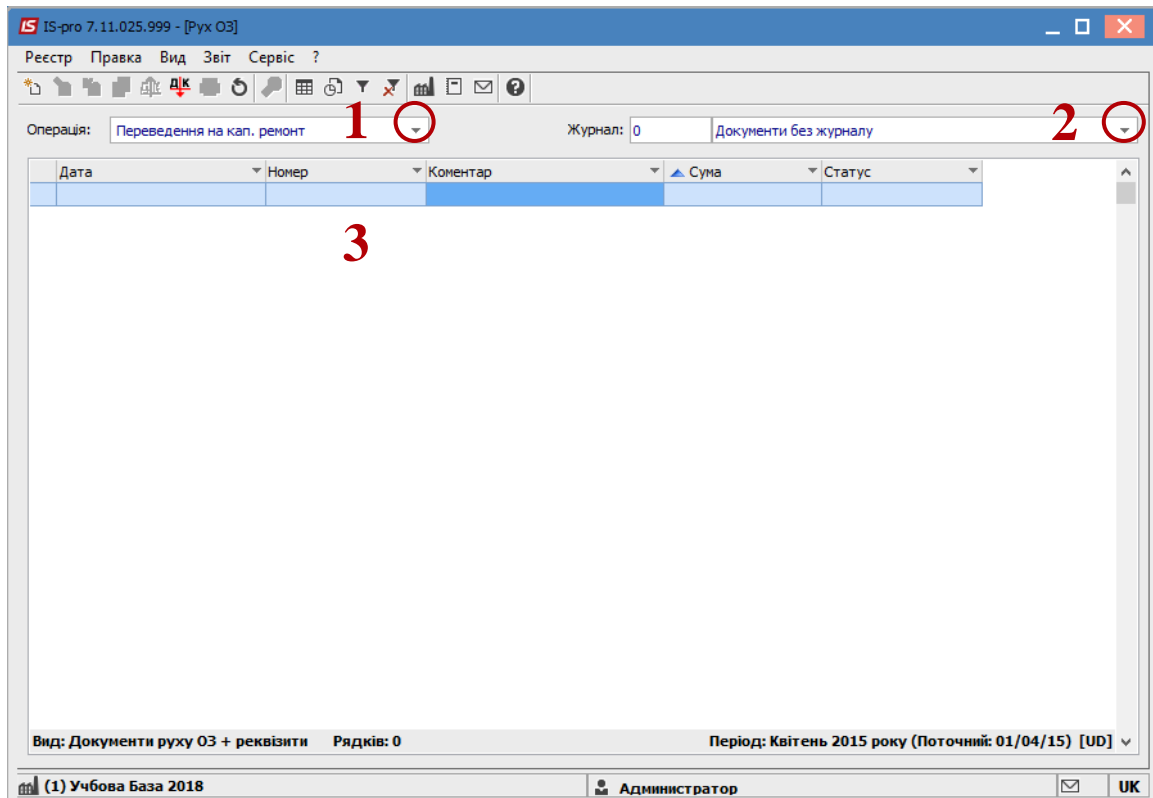 IS IS-pro 7.11.025.999 - [Рух ОЗ]
Реєстр Правка Вид Звіт Сервіс ?
Операція: Переведення на кап. ремонт 1 Журнал: 0 Документи без журналу 2
Дата Номер Коментар Сума Статус
3
Вид: Документи руху ОЗ + реквізити Рядків: 0 Період: Квітень 2015 року (Поточний: 01/04/15) [UD]
(1) Учбова База 2018 Администратор UK